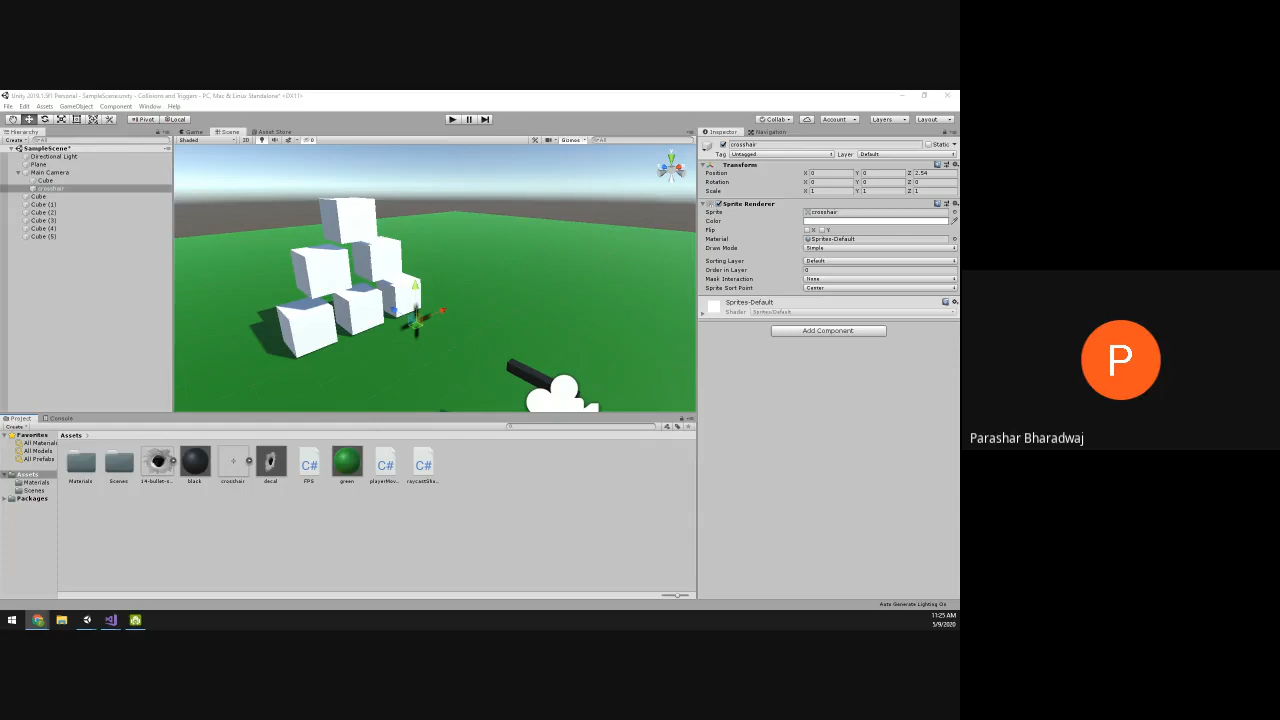 Unity 2019.1.9f1 Personal - SampleScene.unity - Collisions and Triggers - PC, Mac & Linux Standalone* <DX11>
File Edit Assets GameObject Component Window Help
Pivot Local Collab Account Layers Layout
Hierarchy Game Scene Asset Store Inspector Navigation
Create All Shaded 2D 0 Gizmos All crosshair Static
SampleScene* Tag Untagged Layer Default
Directional Light
Plane Transform
Main Camera Position X 0 Y 0 Z 2.54
Cube Rotation X 0 Y 0 Z 0
crosshair Scale X 1 Y 1 Z 1
Cube
Cube (1) Sprite Renderer
Cube (2) Sprite crosshair
Cube (3) Color
Cube (4) Flip X Y
Cube (5) Material Sprites-Default
Draw Mode Simple
Sorting Layer Default
Order in Layer 0
Mask Interaction None
Sprite Sort Point Center
Sprites-Default
Shader Sprites/Default
Add Component
Project Console
Create
Favorites Assets
All Materials
All Models
All Prefabs
Assets
Materials
Scenes
Packages
Materials Scenes 14-bullet-s... black crosshair decal FPS green playerMov... raycastSho...
C# C# C#
Auto Generate Lighting On
11:25 AM
5/9/2020
P
Parashar Bharadwaj